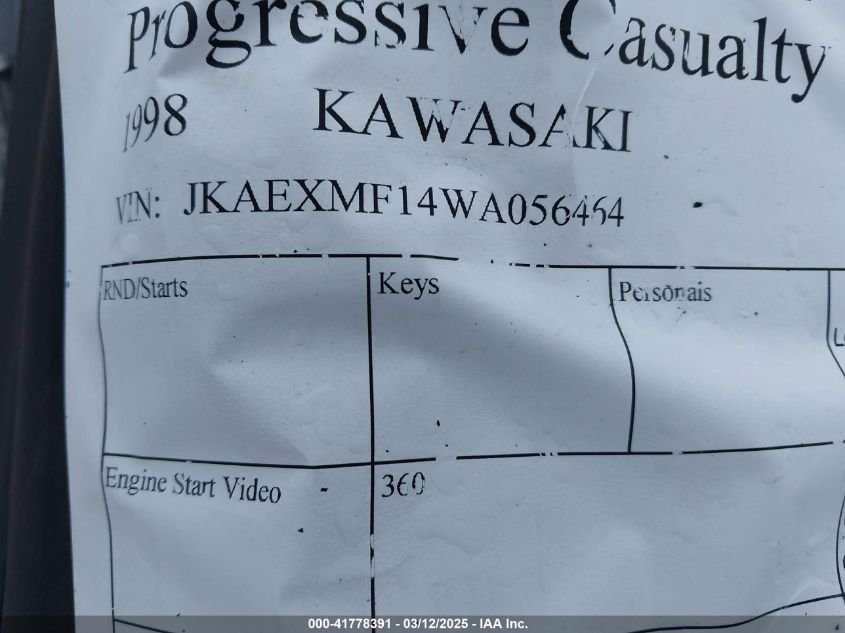 Progressive Casualty
1998 KAWASAKI
VIN: JKAEXMF14WA056464
RND/Starts Keys Personals
Engine Start Video - 360
000-41778391 - 03/12/2025 - IAA Inc.